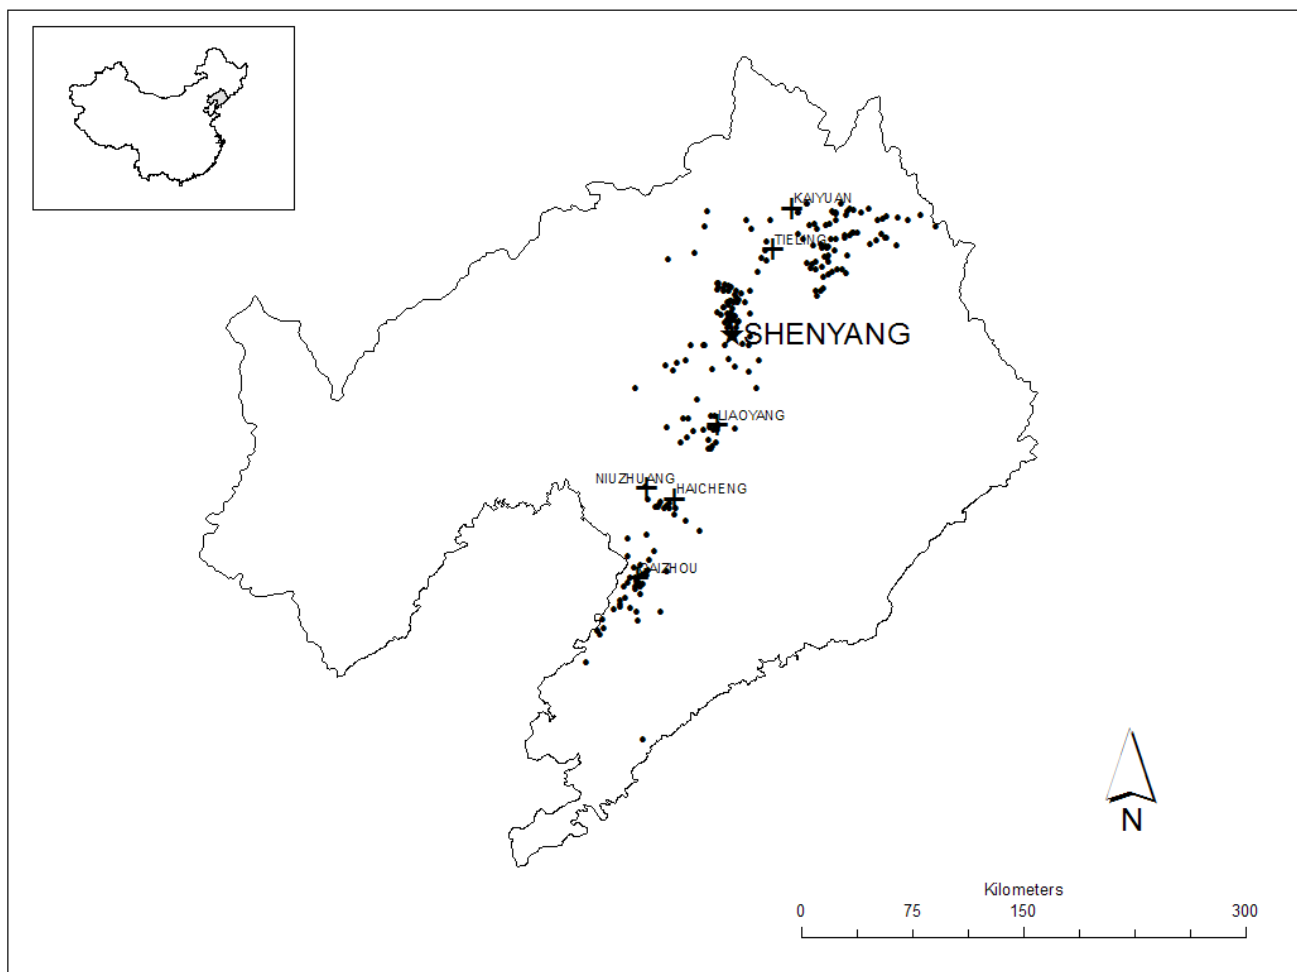 KAIYUAN
TIELING
SHENYANG
LIAOYANG
NIUZHUANG
HAICHENG
GAIZHOU
N
Kilometers
0 75 150 300